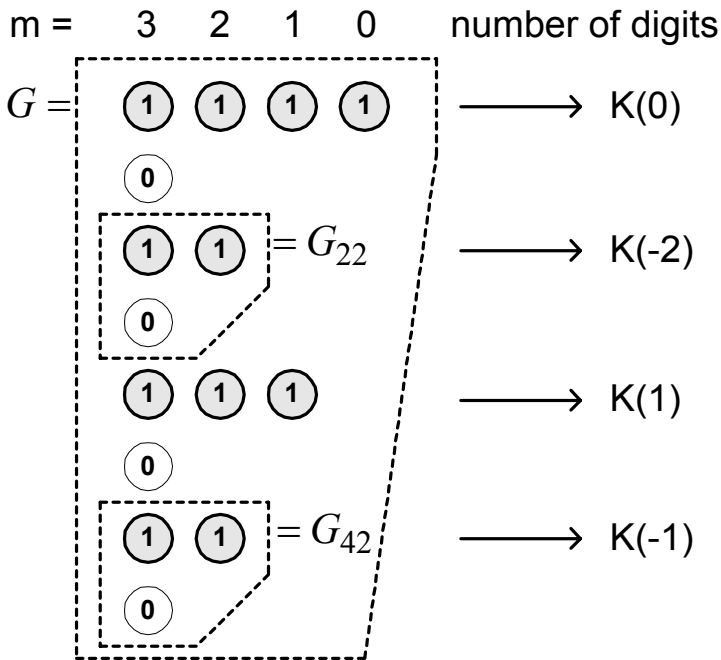 m = 3 2 1 0 number of digits
G = 1 1 1 1 K(0)
0
1 1 = G22 K(-2)
0
1 1 1 K(1)
0
1 1 = G42 K(-1)
0